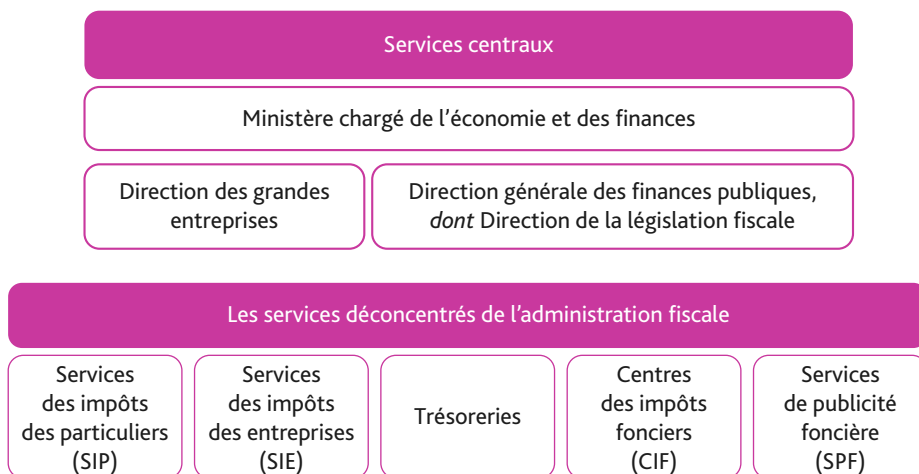 Services centraux
Ministère chargé de l'économie et des finances
Direction des grandes
entreprises
Direction générale des finances publiques,
dont Direction de la législation fiscale
Les services déconcentrés de l'administration fiscale
Services
des impôts
des particuliers
(SIP)
Services
des impôts
des entreprises
(SIE)
Trésoreries
Centres
des impôts
fonciers
(CIF)
Services
de publicité
foncière
(SPF)